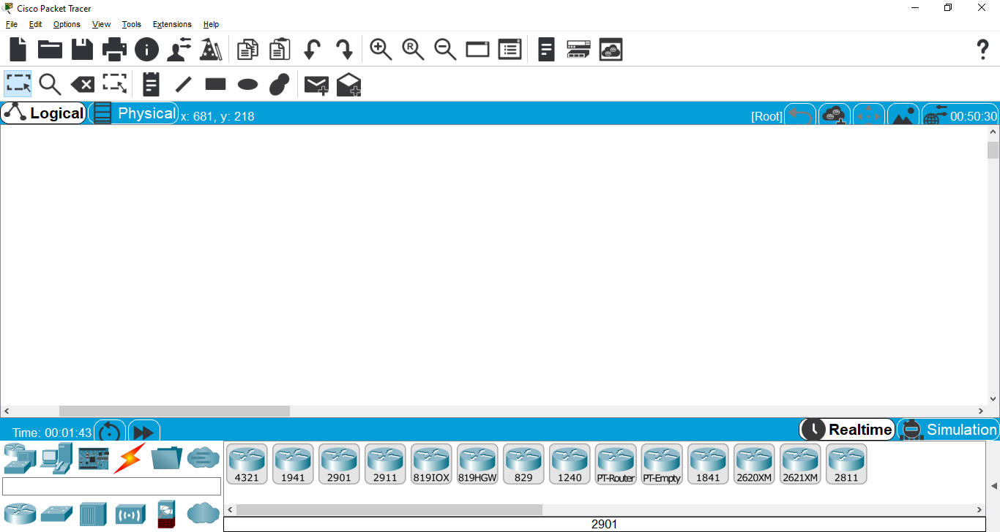 Cisco Packet Tracer
File Edit Options View Tools Extensions Help
Logical Physical x: 681, y: 218 [Root] 00:50:30
Time: 00:01:43 Realtime Simulation
4321 1941 2901 2911 819IOX 819HGW 829 1240 PT-Router PT-Empty 1841 2620XM 2621XM 2811
2901